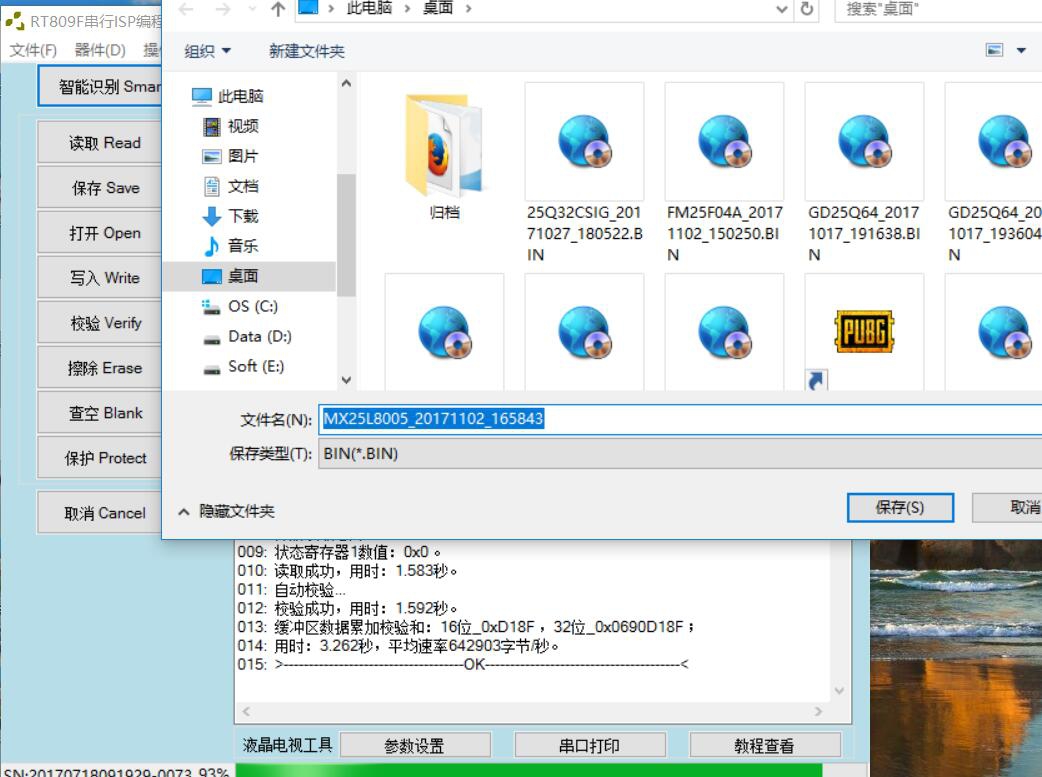 此电脑 > 桌面 >
搜索"桌面"
RT809F串行ISP编程
文件(F) 器件(D)
组织 新建文件夹
智能识别 Smar
读取 Read
保存 Save
打开 Open
写入 Write
校验 Verify
擦除 Erase
查空 Blank
保护 Protect
取消 Cancel
此电脑
视频
图片
文档
下载
音乐
桌面
OS (C:)
Data (D:)
Soft (E:)
归档
25Q32CSIG_201
71027_180522.B
IN
FM25F04A_2017
1102_150250.BI
N
GD25Q64_2017
1017_191638.BI
N
GD25Q64_20
1017_193604
N
PUBG
文件名(N): MX25L8005_20171102_165843
保存类型(T): BIN(*.BIN)
隐藏文件夹
保存(S)
取消
009: 状态寄存器1数值：0x0 。
010: 读取成功，用时：1.583秒。
011: 自动校验...
012: 校验成功，用时：1.592秒。
013: 缓冲区数据累加校验和：16位_0xD18F ，32位_0x0690D18F ；
014: 用时：3.262秒，平均速率642903字节/秒。
015: >------------------------------------OK---------------------------------------<
液晶电视工具 参数设置 串口打印 教程查看
SN:20170718091929-0073 93%